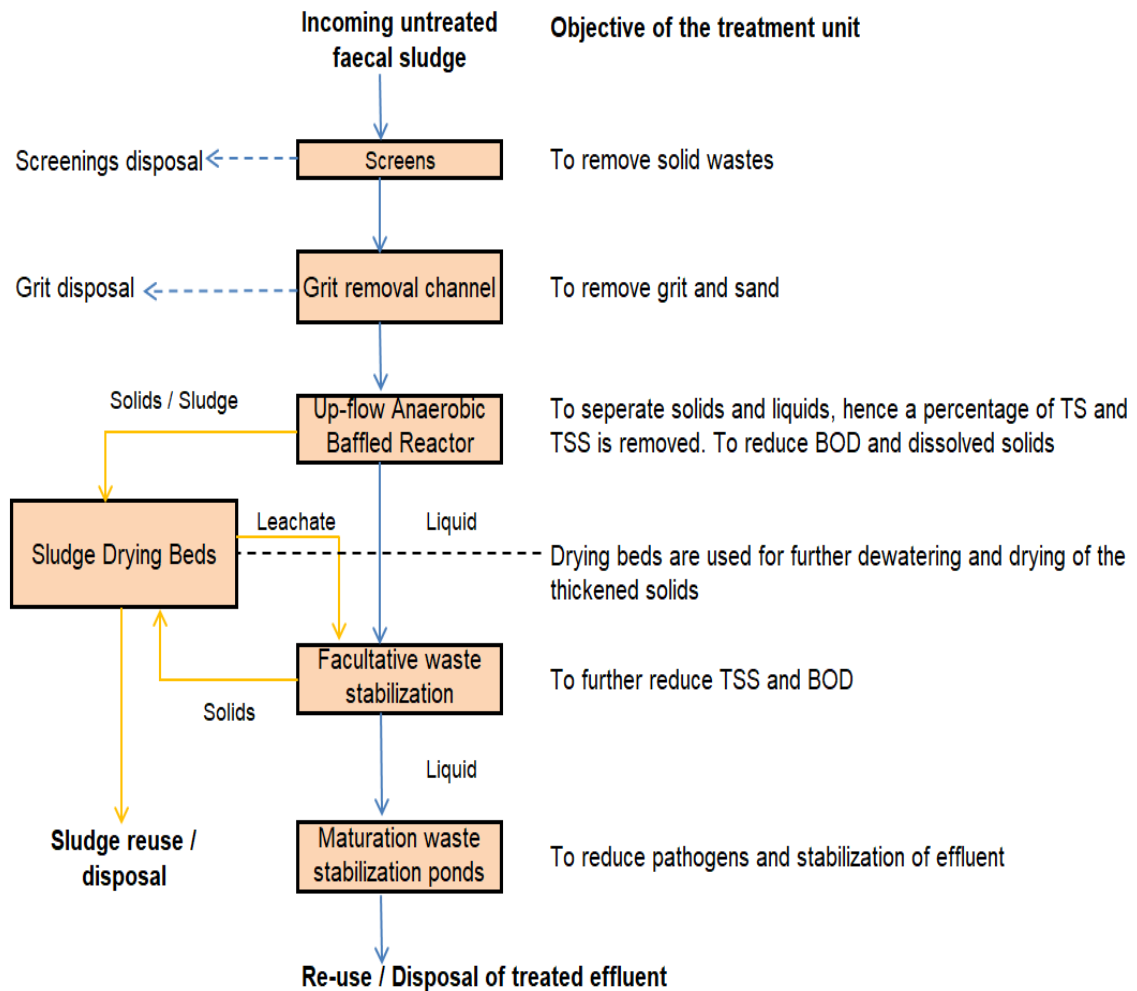 Incoming untreated
faecal sludge
Objective of the treatment unit
Screenings disposal
Screens
To remove solid wastes
Grit disposal
Grit removal channel
To remove grit and sand
Solids / Sludge
Up-flow Anaerobic
Baffled Reactor
To seperate solids and liquids, hence a percentage of TS and
TSS is removed. To reduce BOD and dissolved solids
Sludge Drying Beds
Leachate
Liquid
Drying beds are used for further dewatering and drying of the
thickened solids
Facultative waste
stabilization
To further reduce TSS and BOD
Solids
Liquid
Sludge reuse /
disposal
Maturation waste
stabilization ponds
To reduce pathogens and stabilization of effluent
Re-use / Disposal of treated effluent